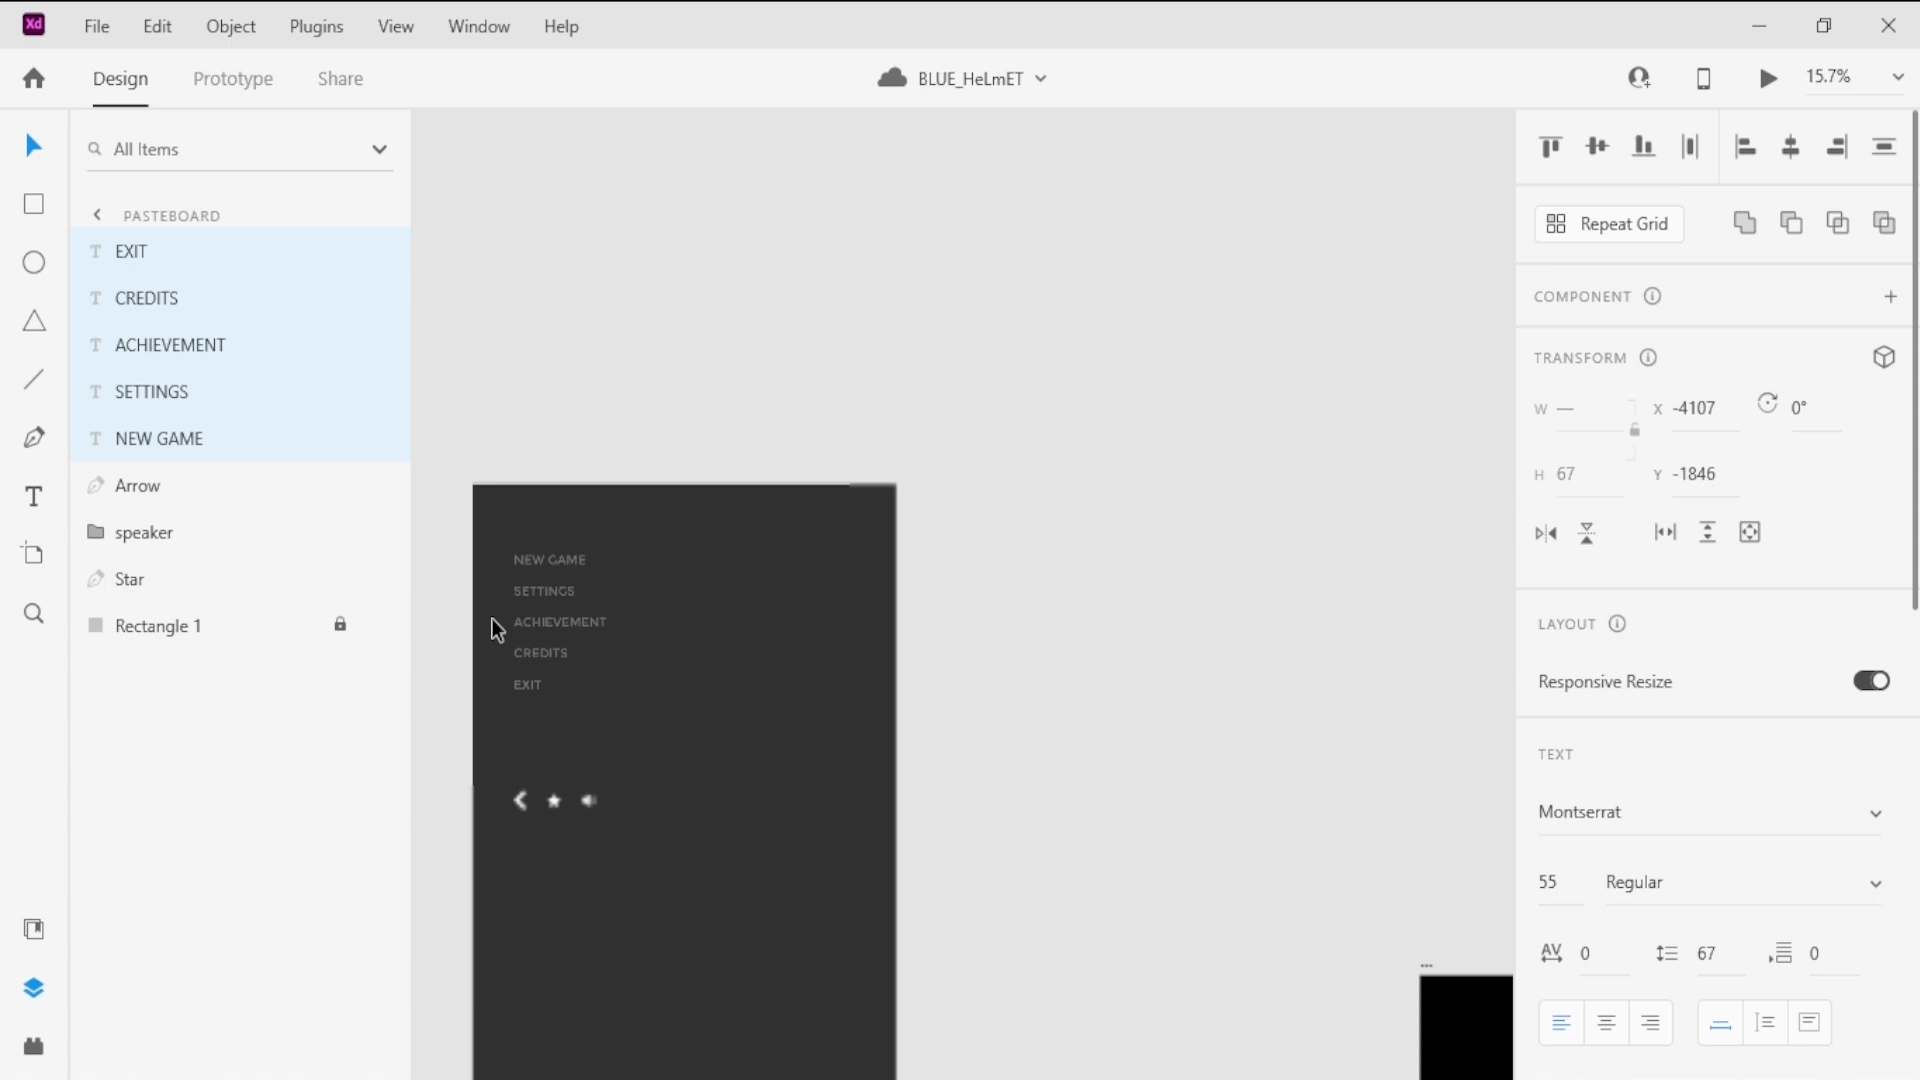 Xd File Edit Object Plugins View Window Help
Design Prototype Share BLUE_HeLmET 15.7%
All Items
PASTEBOARD
T EXIT
T CREDITS
T ACHIEVEMENT
T SETTINGS
T NEW GAME
Arrow
speaker
Star
Rectangle 1
NEW GAME
SETTINGS
ACHIEVEMENT
CREDITS
EXIT
...
Repeat Grid
COMPONENT
TRANSFORM
W — X -4107 0°
H 67 Y -1846
LAYOUT
Responsive Resize
TEXT
Montserrat
55 Regular
AV 0 67 0